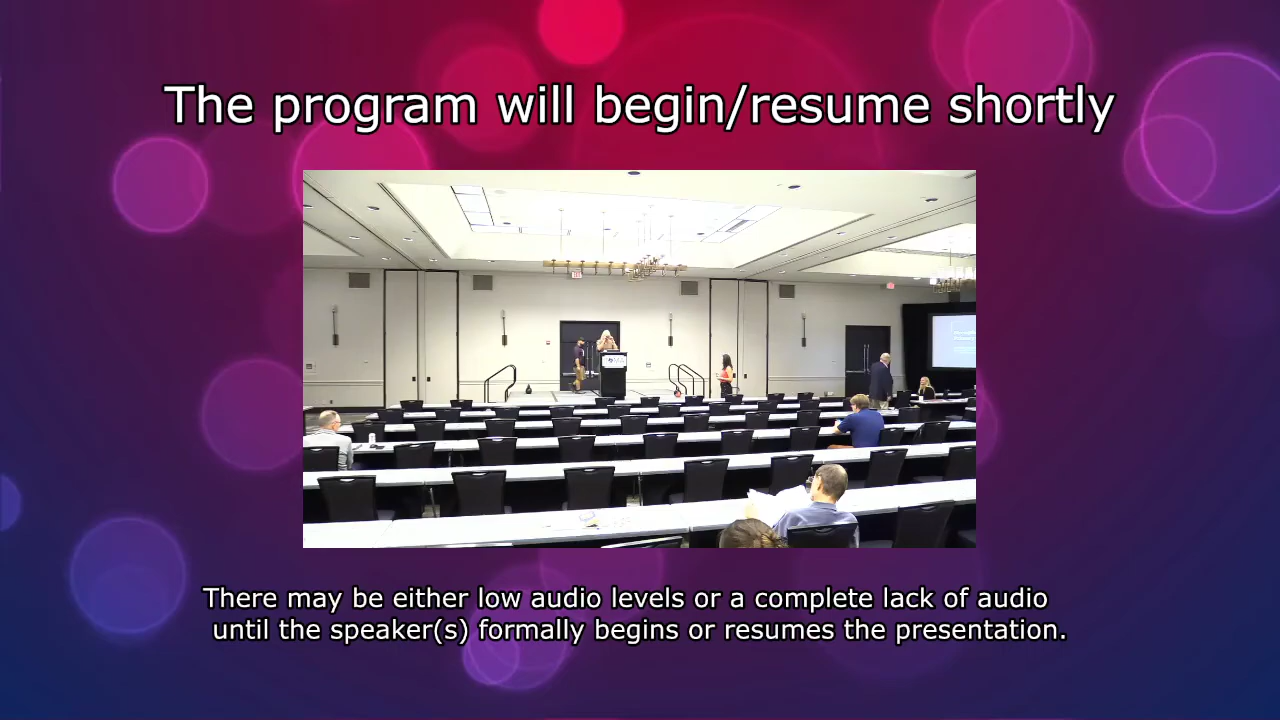 The program will begin/resume shortly
There may be either low audio levels or a complete lack of audio
until the speaker(s) formally begins or resumes the presentation.